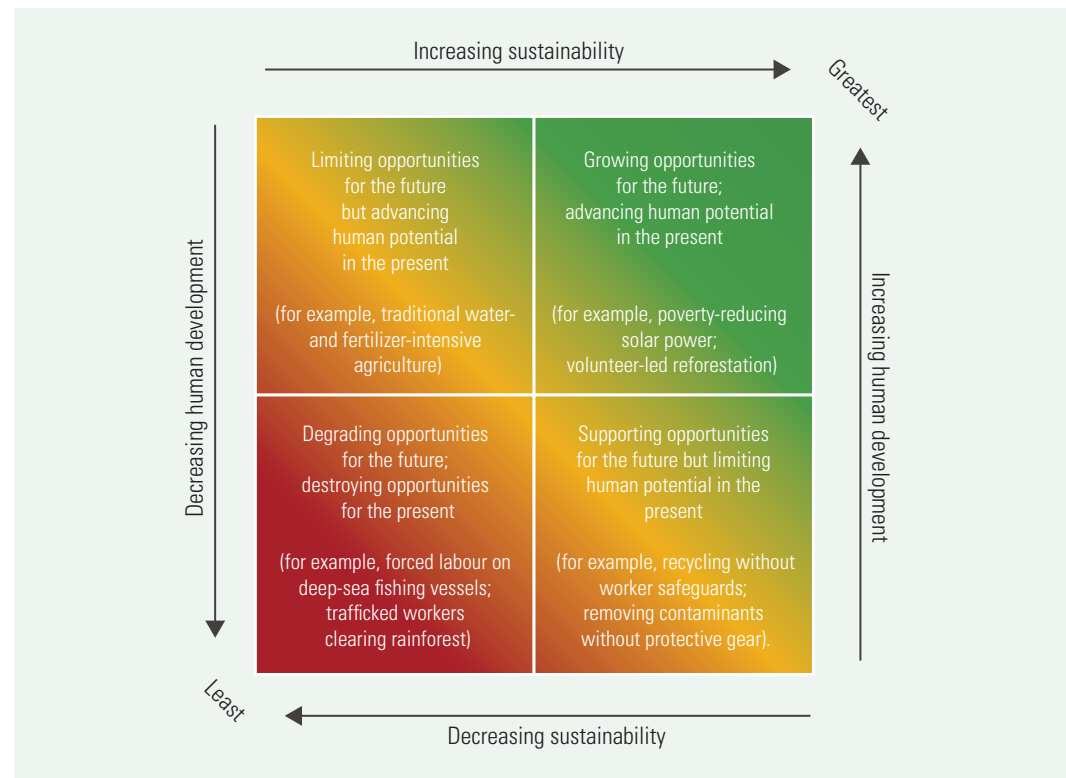 Increasing sustainability
Greatest
Decreasing human development
Limiting opportunities
for the future
but advancing
human potential
in the present
(for example, traditional water-
and fertilizer-intensive
agriculture)
Growing opportunities
for the future;
advancing human potential
in the present
(for example, poverty-reducing
solar power;
volunteer-led reforestation)
Increasing human development
Degrading opportunities
for the future;
destroying opportunities
for the present
(for example, forced labour on
deep-sea fishing vessels;
trafficked workers
clearing rainforest)
Supporting opportunities
for the future but limiting
human potential in the
present
(for example, recycling without
worker safeguards;
removing contaminants
without protective gear).
Least
Decreasing sustainability